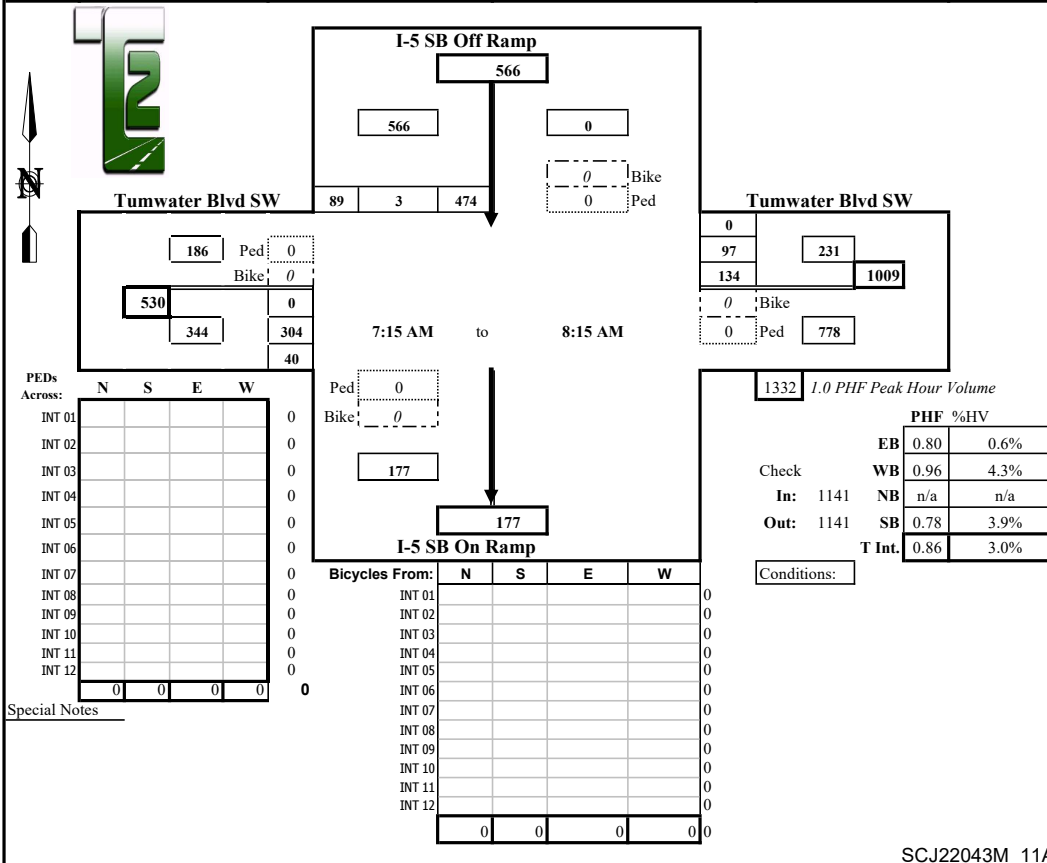 I-5 SB Off Ramp
566
T2
566 0
0 Bike
0 Ped
N
Tumwater Blvd SW 89 3 474 Tumwater Blvd SW
0
186 Ped 0 97 231
Bike 0 134 1009
530 0 0 Bike
344 304 7:15 AM to 8:15 AM 0 Ped 778
40
PEDs
Across: N S E W Ped 0 1332 1.0 PHF Peak Hour Volume
INT 01 0 Bike 0 PHF %HV
INT 02 0 EB 0.80 0.6%
INT 03 0 177 Check WB 0.96 4.3%
INT 04 0 In: 1141 NB n/a n/a
INT 05 0 177 Out: 1141 SB 0.78 3.9%
INT 06 0 I-5 SB On Ramp T Int. 0.86 3.0%
INT 07 0 Bicycles From: N S E W Conditions:
INT 08 0 INT 01 0
INT 09 0 INT 02 0
INT 10 0 INT 03 0
INT 11 0 INT 04 0
INT 12 0 INT 05 0
0 0 0 0 0 INT 06 0
Special Notes INT 07 0
INT 08 0
INT 09 0
INT 10 0
INT 11 0
INT 12 0
0 0 0 0 0
SCJ22043M_11A